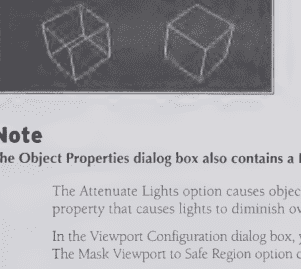 Note
he Object Properties dialog box also contains a
The Attenuate Lights option causes objec
property that causes lights to diminish ov
In the Viewport Configuration dialog box, y
The Mask Viewport to Safe Region option c